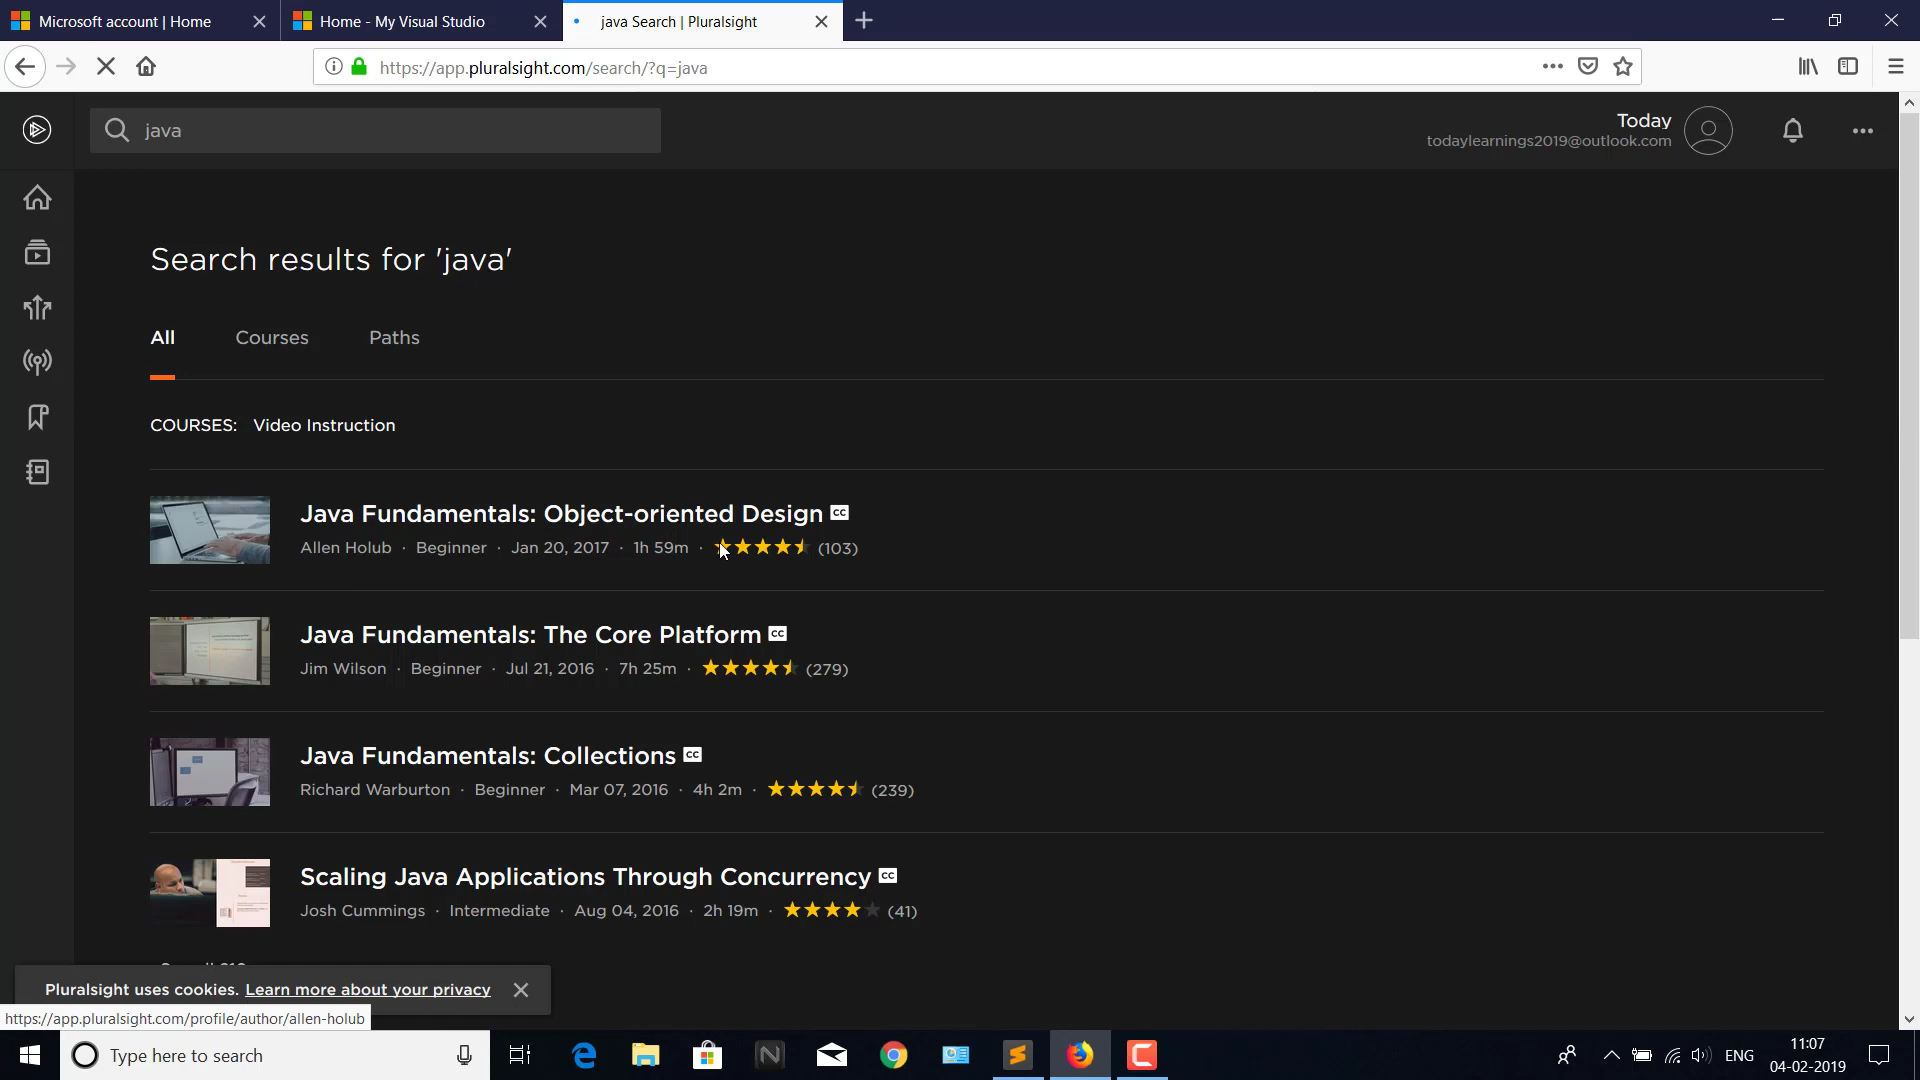 Microsoft account | Home
Home - My Visual Studio
java Search | Pluralsight
https://app.pluralsight.com/search/?q=java
java
Today
todaylearnings2019@outlook.com
Search results for 'java'
All
Courses
Paths
COURSES: Video Instruction
Java Fundamentals: Object-oriented Design CC
Allen Holub · Beginner · Jan 20, 2017 · 1h 59m · (103)
Java Fundamentals: The Core Platform CC
Jim Wilson · Beginner · Jul 21, 2016 · 7h 25m · (279)
Java Fundamentals: Collections CC
Richard Warburton · Beginner · Mar 07, 2016 · 4h 2m · (239)
Scaling Java Applications Through Concurrency CC
Josh Cummings · Intermediate · Aug 04, 2016 · 2h 19m · (41)
Pluralsight uses cookies. Learn more about your privacy
https://app.pluralsight.com/profile/author/allen-holub
Type here to search
ENG
11:07
04-02-2019